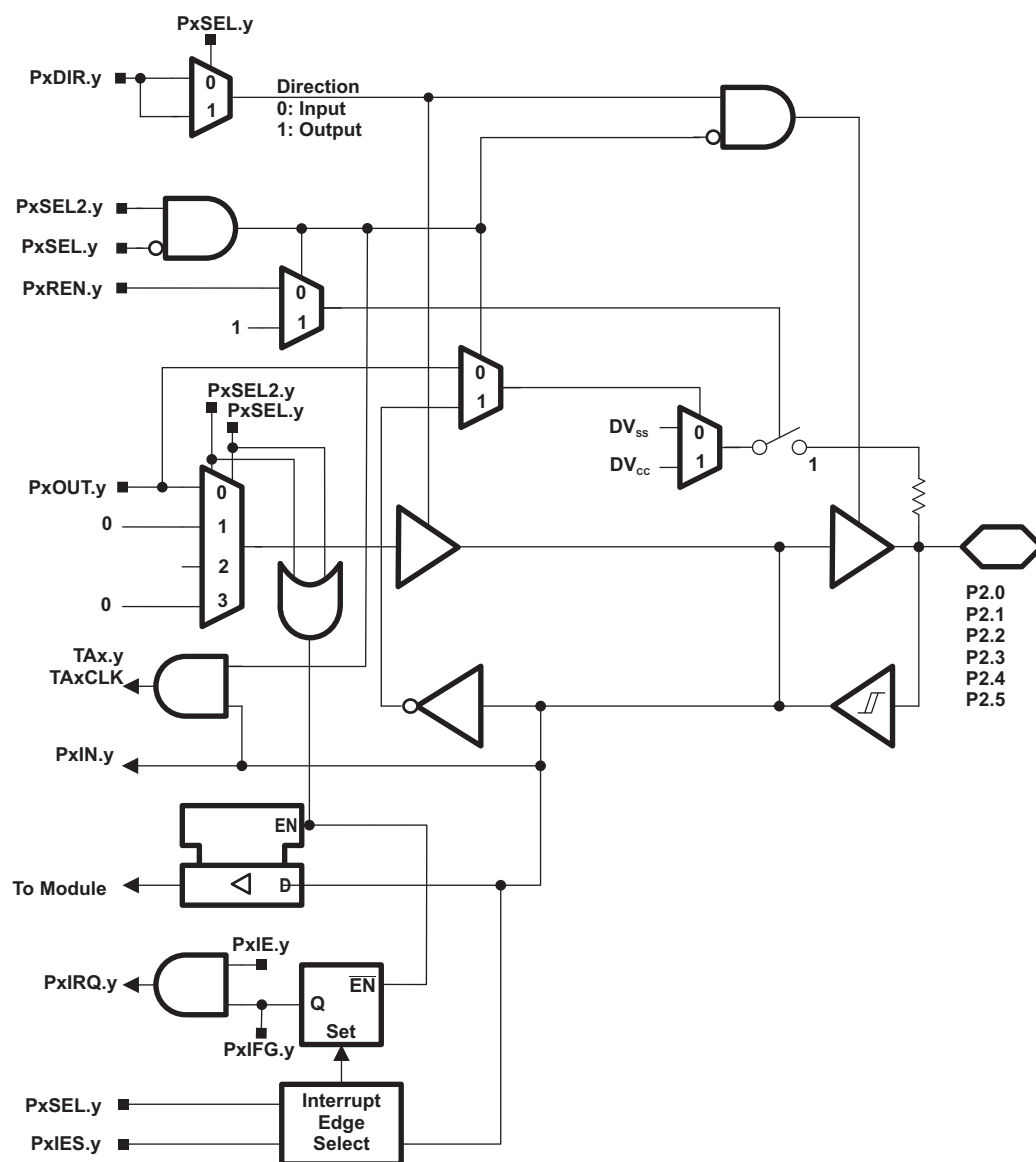 PxSEL.y
PxDIR.y
0
1
Direction
0: Input
1: Output
PxSEL2.y
PxSEL.y
PxREN.y
0
1
1
0
1
PxSEL2.y
PxSEL.y
DVSS
0
DVCC
1
1
PxOUT.y
0
0
1
2
0
3
P2.0
P2.1
P2.2
P2.3
P2.4
P2.5
TAx.y
TAxCLK
PxIN.y
EN
To Module
D
PxIE.y
PxIRQ.y
EN
Q
Set
PxIFG.y
PxSEL.y
Interrupt
Edge
Select
PxIES.y